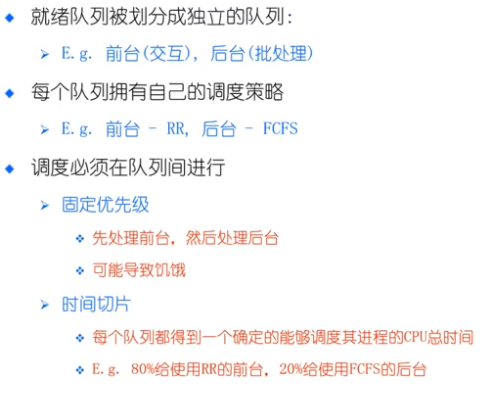 就绪队列被划分成独立的队列:
E.g. 前台(交互), 后台(批处理)
每个队列拥有自己的调度策略
E.g. 前台 - RR, 后台 - FCFS
调度必须在队列间进行
固定优先级
先处理前台, 然后处理后台
可能导致饥饿
时间切片
每个队列都得到一个确定的能够调度其进程的CPU总时间
E.g. 80%给使用RR的前台, 20%给使用FCFS的后台